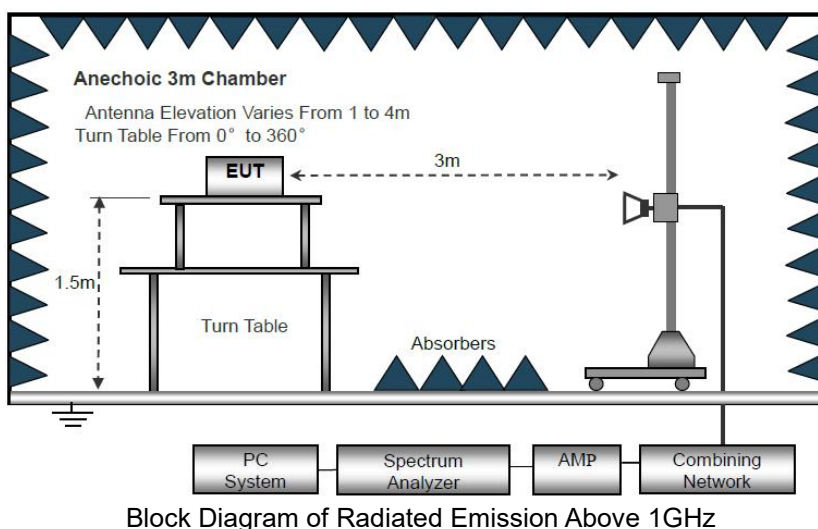 Anechoic 3m Chamber
Antenna Elevation Varies From 1 to 4m
Turn Table From 0° to 360°
EUT
3m
1.5m
Turn Table
Absorbers
PC
System
Spectrum
Analyzer
AMP
Combining
Network
Block Diagram of Radiated Emission Above 1GHz